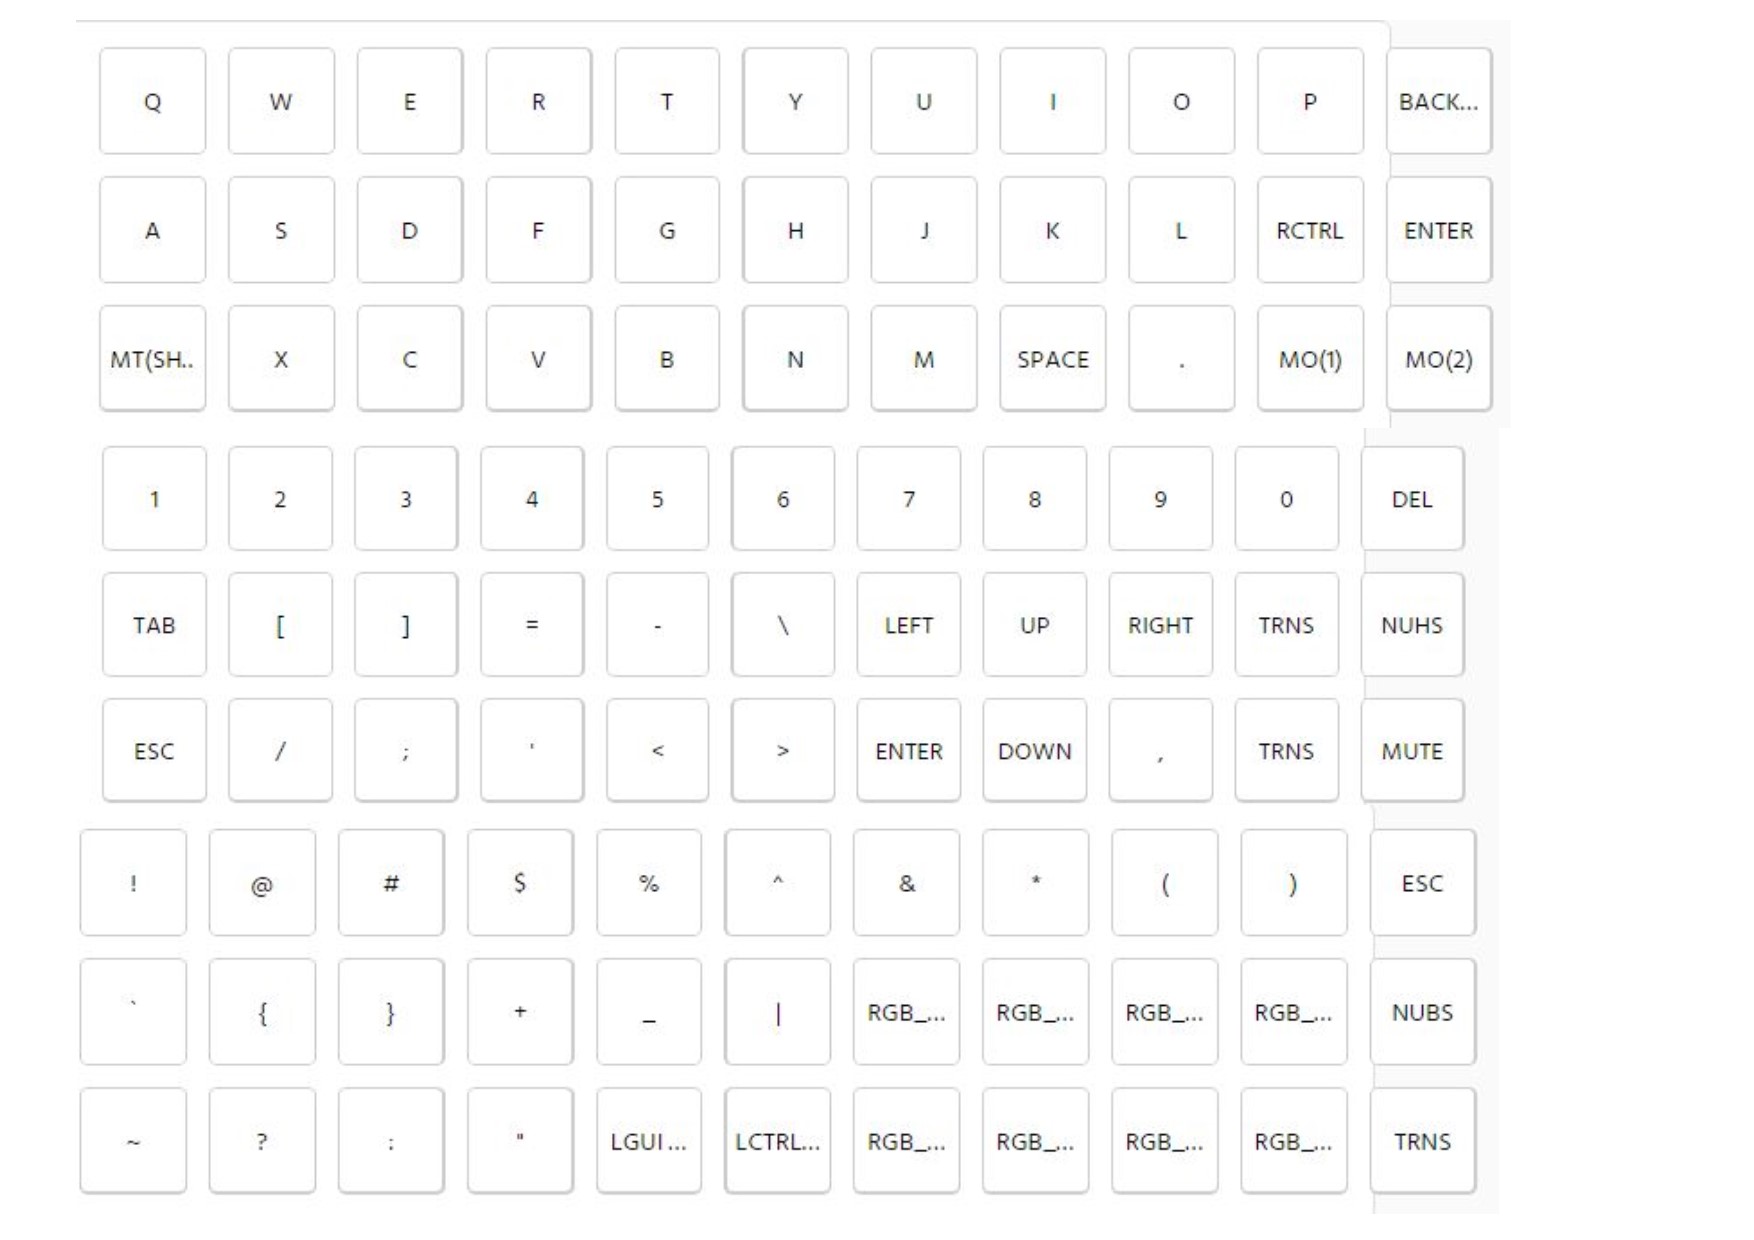 Q W E R T Y U I O P BACK...
A S D F G H J K L RCTRL ENTER
MT(SH.. X C V B N M SPACE . MO(1) MO(2)
1 2 3 4 5 6 7 8 9 0 DEL
TAB [ ] = - \ LEFT UP RIGHT TRNS NUHS
ESC / ; ' < > ENTER DOWN , TRNS MUTE
! @ # $ % ^ & * ( ) ESC
` { } + _ | RGB_... RGB_... RGB_... RGB_... NUBS
~ ? : " LGUI... LCTRL... RGB_... RGB_... RGB_... RGB_... TRNS